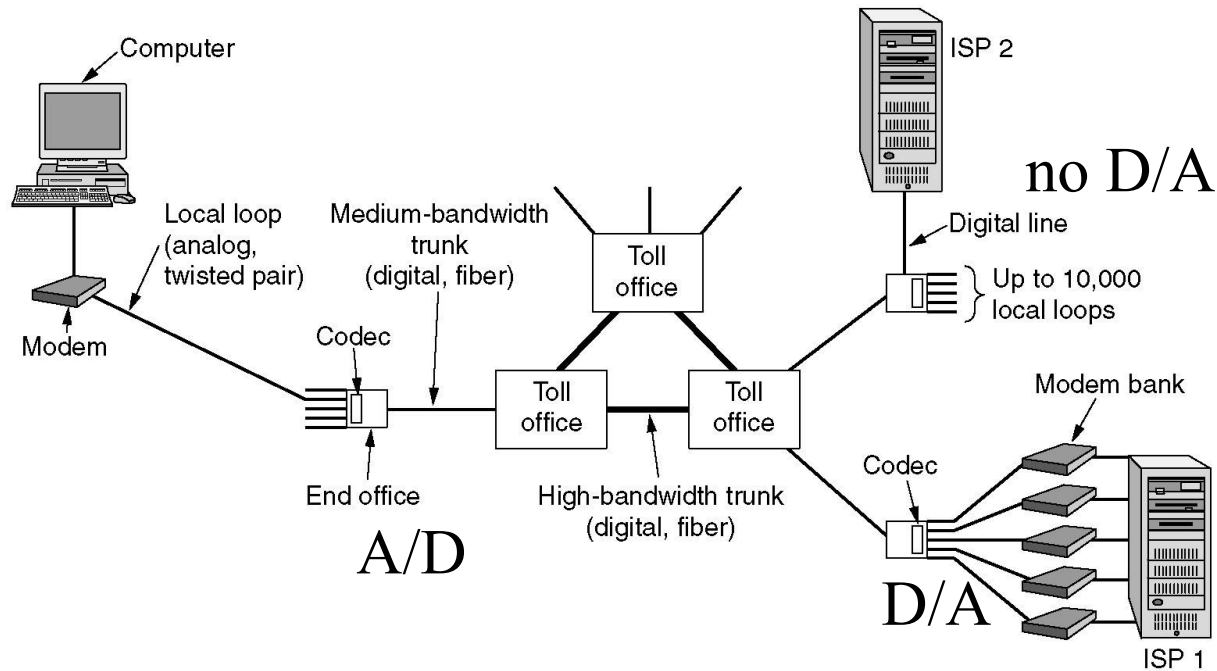 Computer
ISP 2
no D/A
Local loop
(analog,
twisted pair)
Medium-bandwidth
trunk
(digital, fiber)
Toll
office
Digital line
Up to 10,000
local loops
Modem
Codec
Toll
office
Toll
office
Modem bank
End office
High-bandwidth trunk
(digital, fiber)
Codec
A/D
D/A
ISP 1